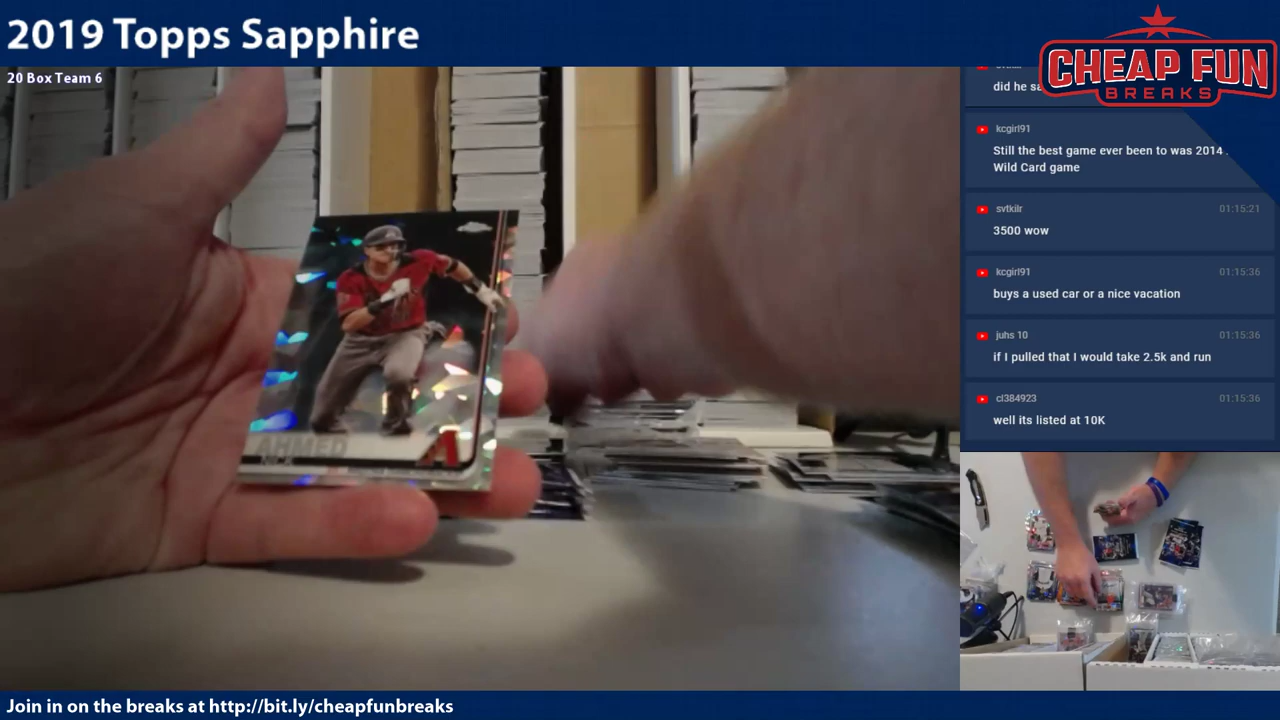 2019 Topps Sapphire
20 Box Team 6
CHEAP FUN
BREAKS
did he sa
kcgirl91
Still the best game ever been to was 2014
Wild Card game
svtkilr 01:15:21
3500 wow
kcgirl91 01:15:36
buys a used car or a nice vacation
juhs 10 01:15:36
if I pulled that I would take 2.5k and run
cl384923 01:15:36
well its listed at 10K
AHMED
Join in on the breaks at http://bit.ly/cheapfunbreaks